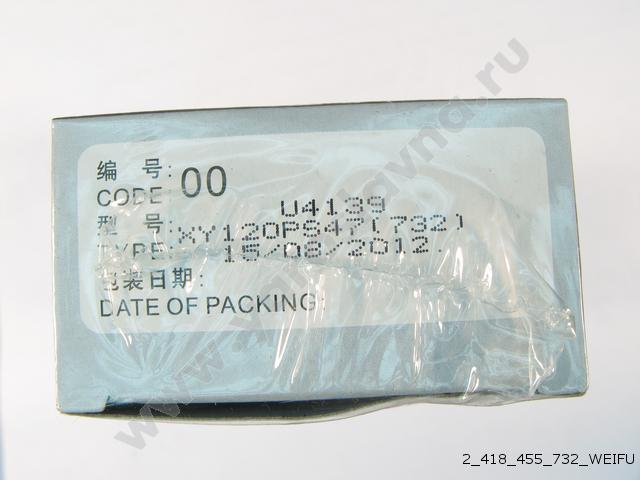 编 号:
CODE 00
U4139
型 号:
XY120PS47(732)
TYPE:
15/08/2012.
包装日期:
DATE OF PACKING:
2_418_455_732_WEIFU